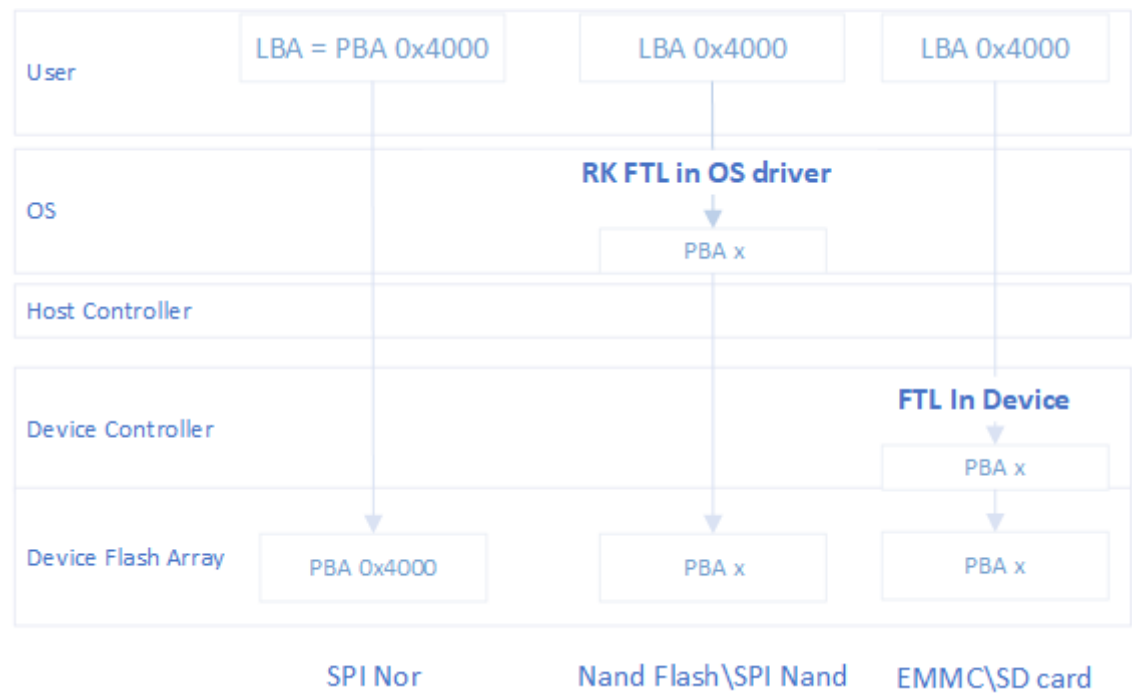 User
LBA = PBA 0x4000
LBA 0x4000
LBA 0x4000
OS
RK FTL in OS driver
PBA x
Host Controller
Device Controller
FTL In Device
PBA x
Device Flash Array
PBA 0x4000
PBA x
PBA x
SPI Nor
Nand Flash\SPI Nand
EMMC\SD card